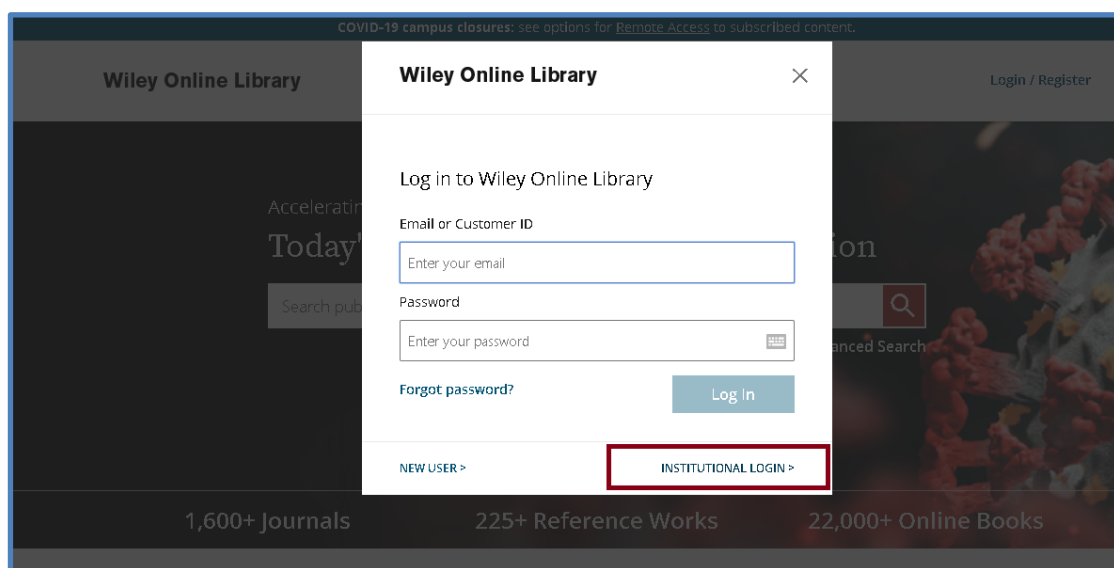 COVID-19 campus closures: see options for Remote Access to subscribed content.
Wiley Online Library
Login / Register
Wiley Online Library
Log in to Wiley Online Library
Email or Customer ID
Enter your email
Password
Enter your password
Forgot password?
Log In
NEW USER >
INSTITUTIONAL LOGIN >
Today'
Search
1,600+ Journals
225+ Reference Works
22,000+ Online Books